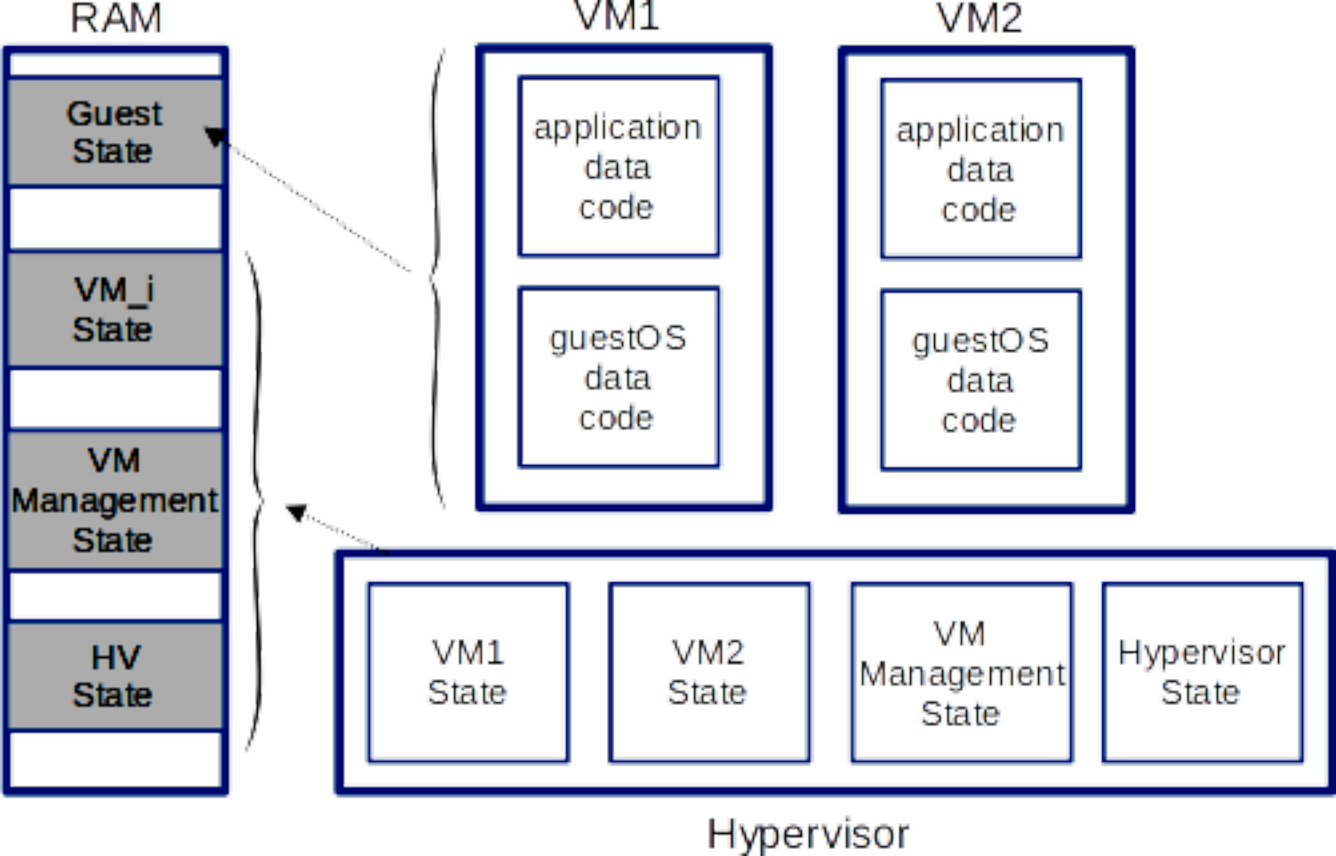 RAM
Guest
State
VM_i
State
VM
Management
State
HV
State
VM1
application
data
code
guestOS
data
code
VM2
application
data
code
guestOS
data
code
VM1
State
VM2
State
VM
Management
State
Hypervisor
State
Hypervisor